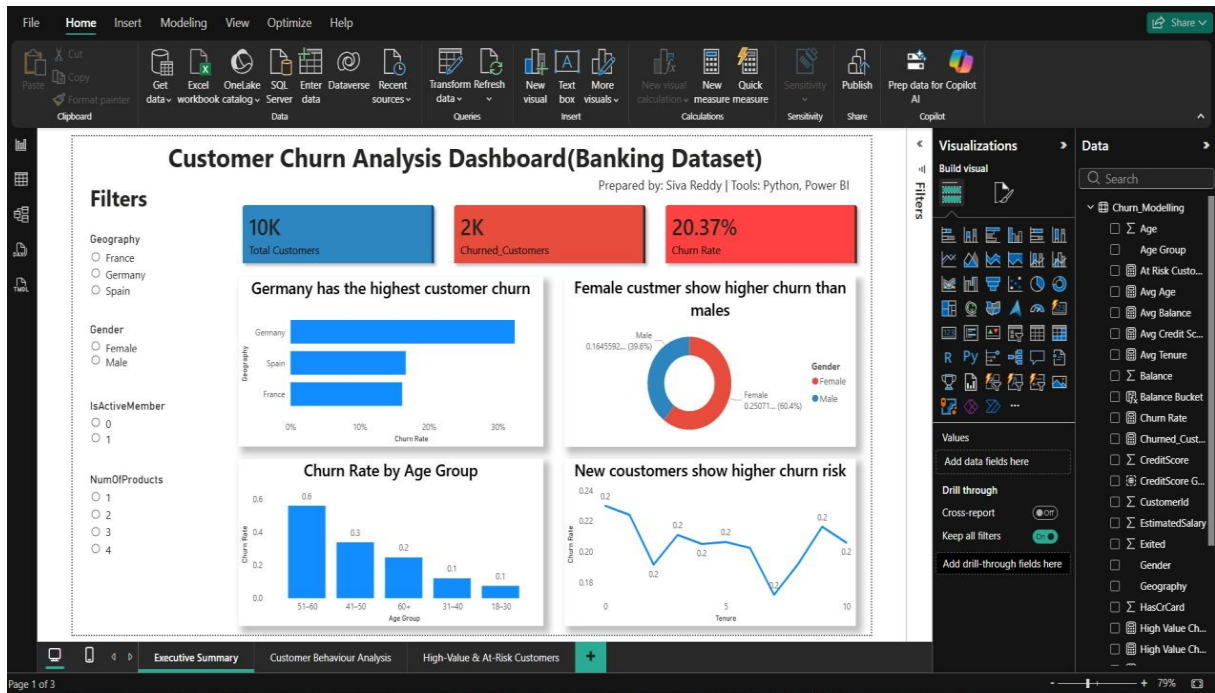 File Home Insert Modeling View Optimize Help Share
Paste
Cut
Copy
Format painter
Clipboard
Get data
Excel workbook
OneLake catalog
SQL Server
Enter data
Dataverse
Recent sources
Data
Transform data
Refresh
Queries
New visual
Text box
More visuals
Insert
New visual calculation
New measure
Quick measure
Calculations
Sensitivity
Sensitivity
Publish
Share
Prep data for AI
Copilot
Copilot
Customer Churn Analysis Dashboard(Banking Dataset)
Prepared by: Siva Reddy | Tools: Python, Power BI
Filters
Geography
France
Germany
Spain
Gender
Female
Male
IsActiveMember
0
1
NumOfProducts
1
2
3
4
10K
Total Customers
2K
Churned_Customers
20.37%
Churn Rate
Germany has the highest customer churn
Geography
Germany
Spain
France
0% 10% 20% 30%
Churn Rate
Female custmer show higher churn than
males
Male
0.1645592... (39.6%)
Female
0.25071... (60.4%)
Gender
Female
Male
Churn Rate by Age Group
Churn Rate
0.6
0.4
0.2
0.0
0.6
0.3
0.2
0.1
0.1
51–60 41–50 60+ 31–40 18–30
Age Group
New coustomers show higher churn risk
Churn Rate
0.24
0.22
0.20
0.18
0.2
0.2
0.2
0.2
0.2
0.2
0.2
0.2
0 5 10
Tenure
Filters
Visualizations
Build visual
R Py
Values
Add data fields here
Drill through
Cross-report Off
Keep all filters On
Add drill-through fields here
Data
Search
Churn_Modelling
Age
Age Group
At Risk Custo...
Avg Age
Avg Balance
Avg Credit Sc...
Avg Tenure
Balance
Balance Bucket
Churn Rate
Churned_Cust...
CreditScore
CreditScore G...
CustomerId
EstimatedSalary
Exited
Gender
Geography
HasCrCard
High Value Ch...
High Value Ch...
Executive Summary Customer Behaviour Analysis High-Value & At-Risk Customers +
Page 1 of 3
- + 79%